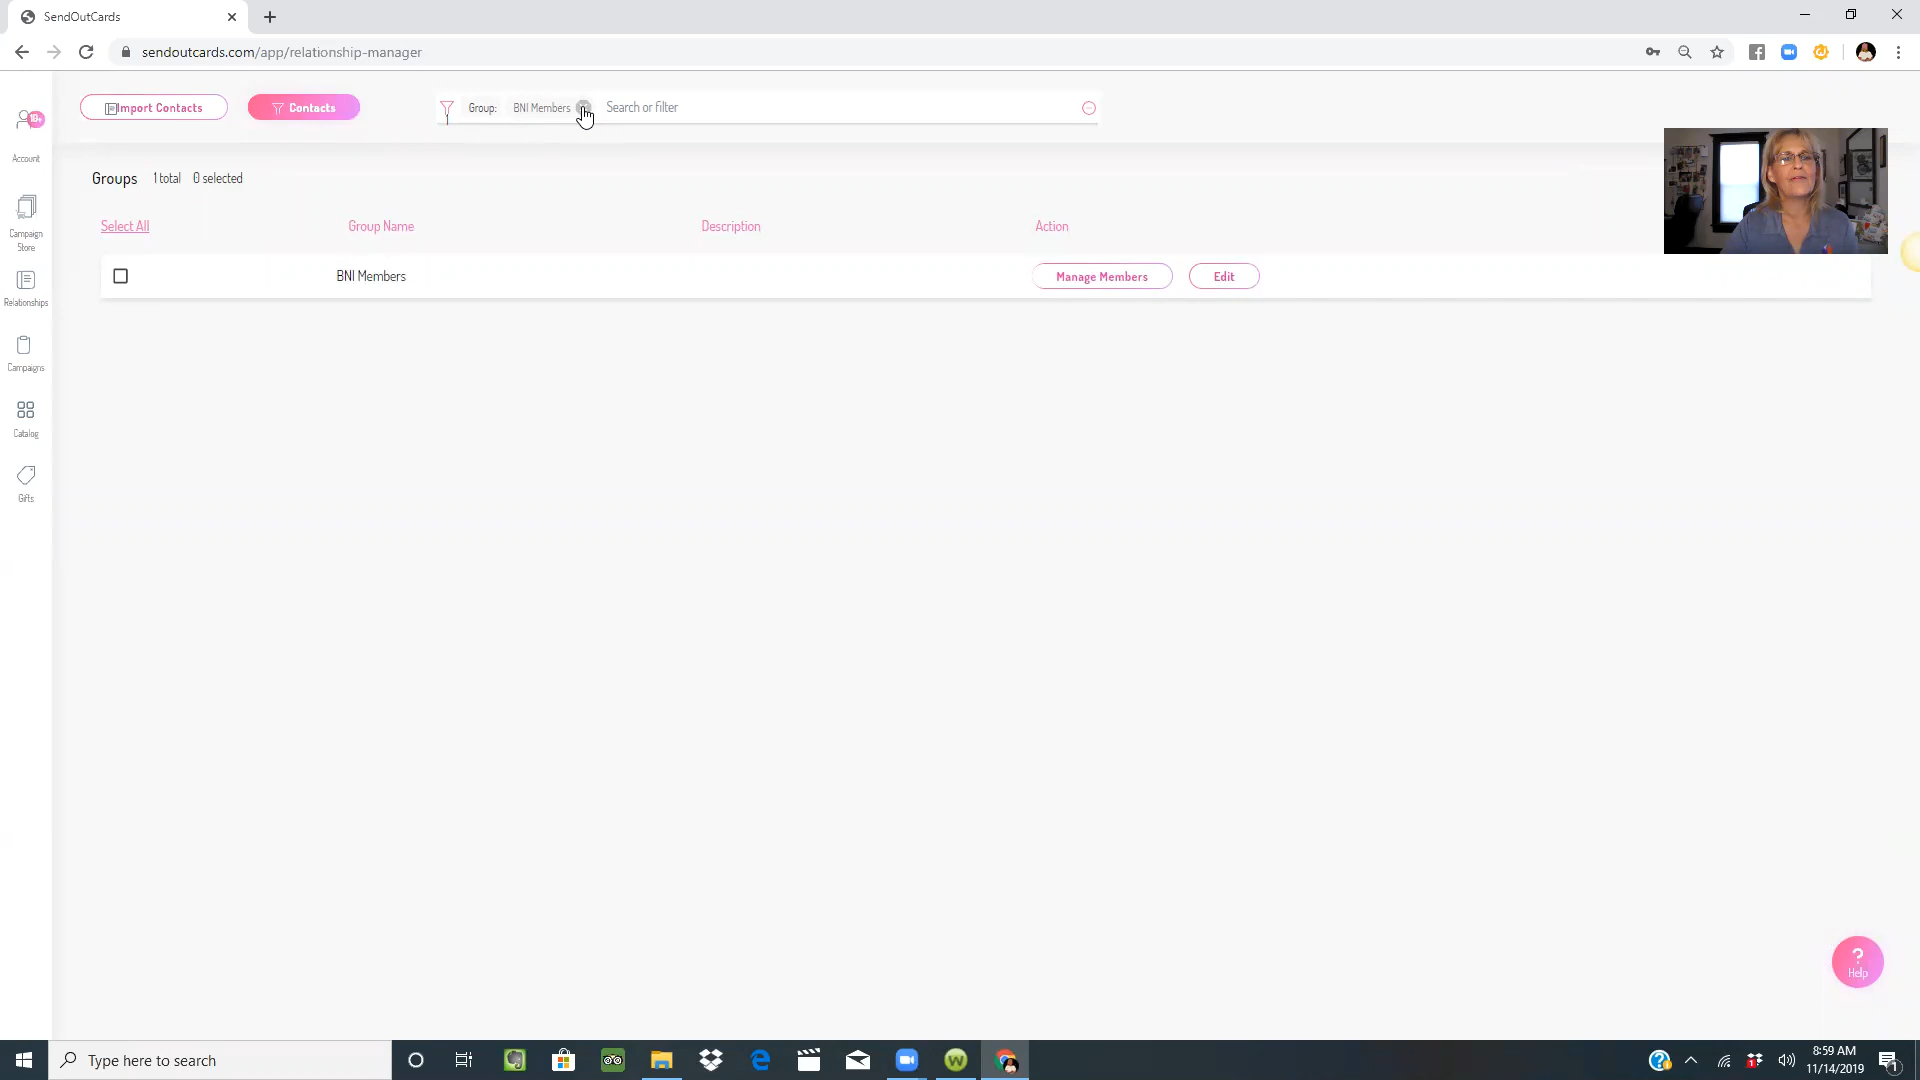 SendOutCards
sendoutcards.com/app/relationship-manager
Import Contacts
Contacts
Group:
BNI Members
Search or filter
18+
Account
Campaign
Store
Relationships
Campaigns
Catalog
Gifts
Groups 1 total 0 selected
Select All
Group Name
Description
Action
BNI Members
Manage Members
Edit
?
Help
Type here to search
8:59 AM
11/14/2019
1